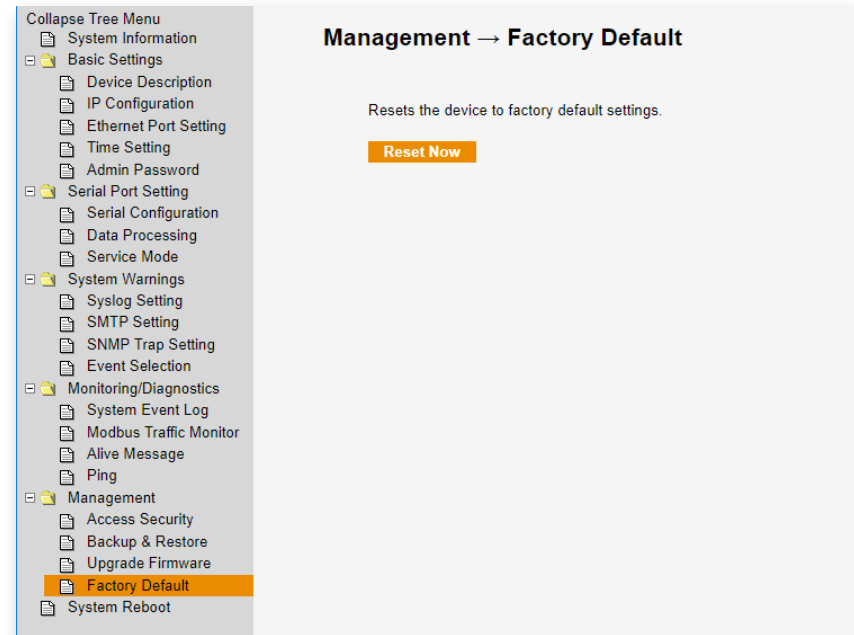 Collapse Tree Menu
System Information
Basic Settings
Device Description
IP Configuration
Ethernet Port Setting
Time Setting
Admin Password
Serial Port Setting
Serial Configuration
Data Processing
Service Mode
System Warnings
Syslog Setting
SMTP Setting
SNMP Trap Setting
Event Selection
Monitoring/Diagnostics
System Event Log
Modbus Traffic Monitor
Alive Message
Ping
Management
Access Security
Backup & Restore
Upgrade Firmware
Factory Default
System Reboot
Management → Factory Default
Resets the device to factory default settings.
Reset Now